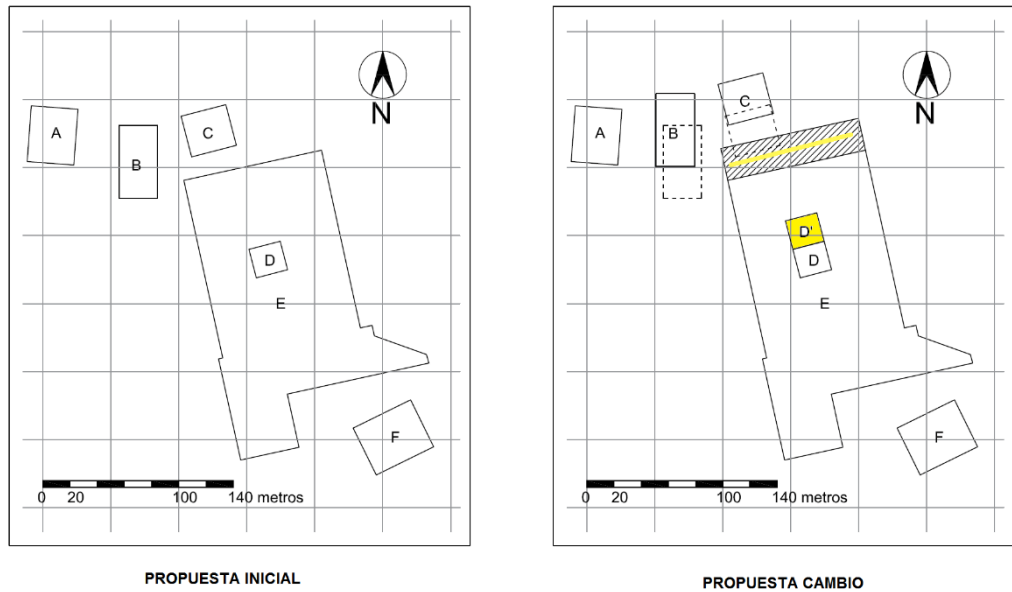 N
A
B
C
D
E
F
0 20 100 140 metros
PROPUESTA INICIAL
N
A
B
C
D'
D
E
F
0 20 100 140 metros
PROPUESTA CAMBIO